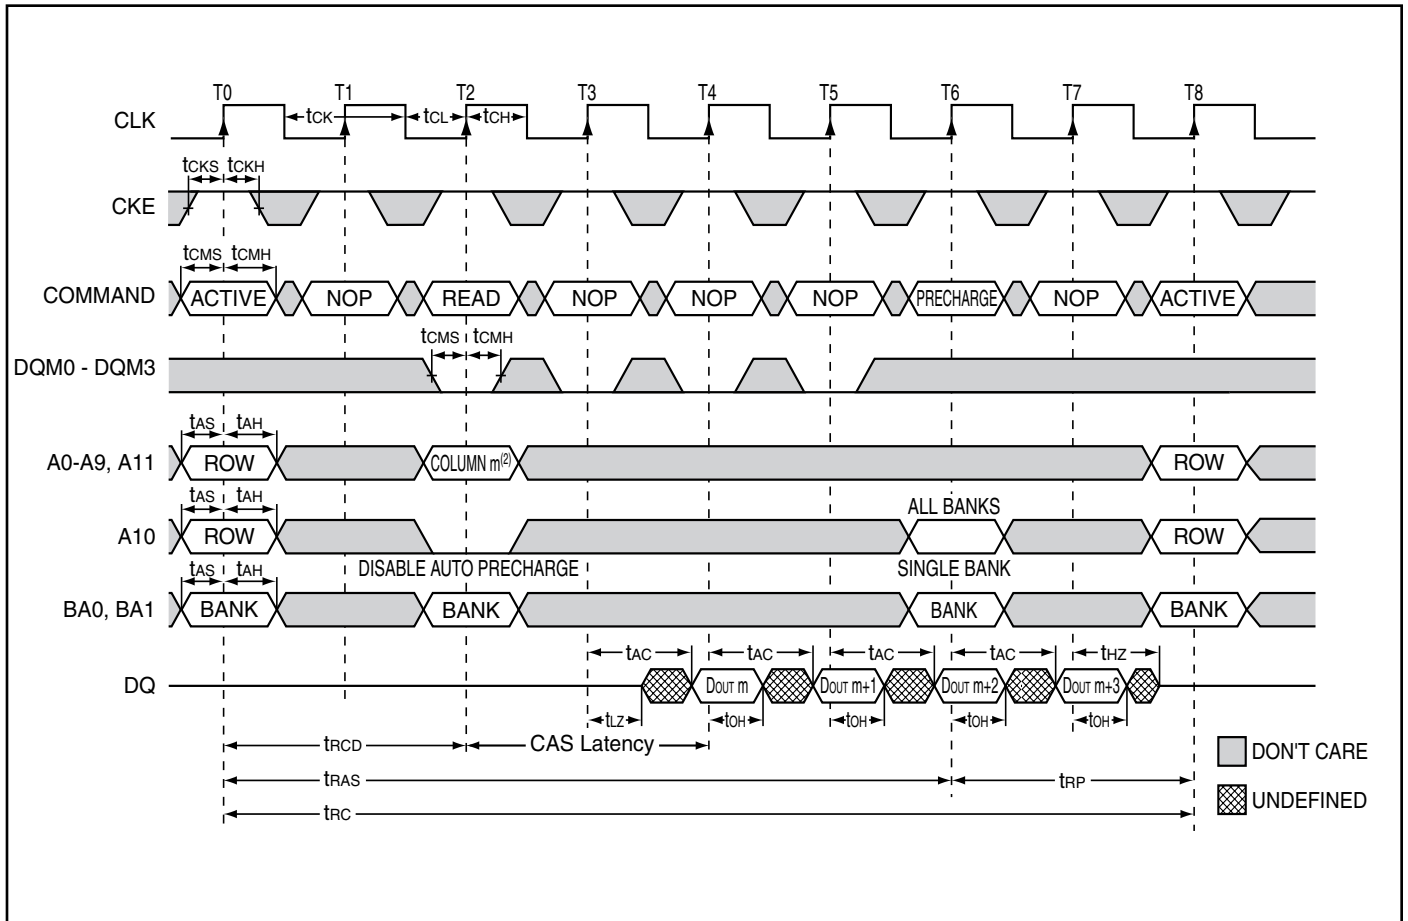 T0 T1 T2 T3 T4 T5 T6 T7 T8
CLK tCK tCL tCH
tCKS tCKH
CKE
tCMS tCMH
COMMAND ACTIVE NOP READ NOP NOP NOP PRECHARGE NOP ACTIVE
tCMS tCMH
DQM0 - DQM3
tAS tAH
A0-A9, A11 ROW COLUMN m(2) ROW
tAS tAH ALL BANKS
A10 ROW ROW
DISABLE AUTO PRECHARGE SINGLE BANK
tAS tAH
BA0, BA1 BANK BANK BANK BANK
tAC tAC tAC tAC tHZ
DQ DOUT m DOUT m+1 DOUT m+2 DOUT m+3
tLZ tOH tOH tOH tOH
tRCD CAS Latency
DON'T CARE
tRAS tRP
UNDEFINED
tRC